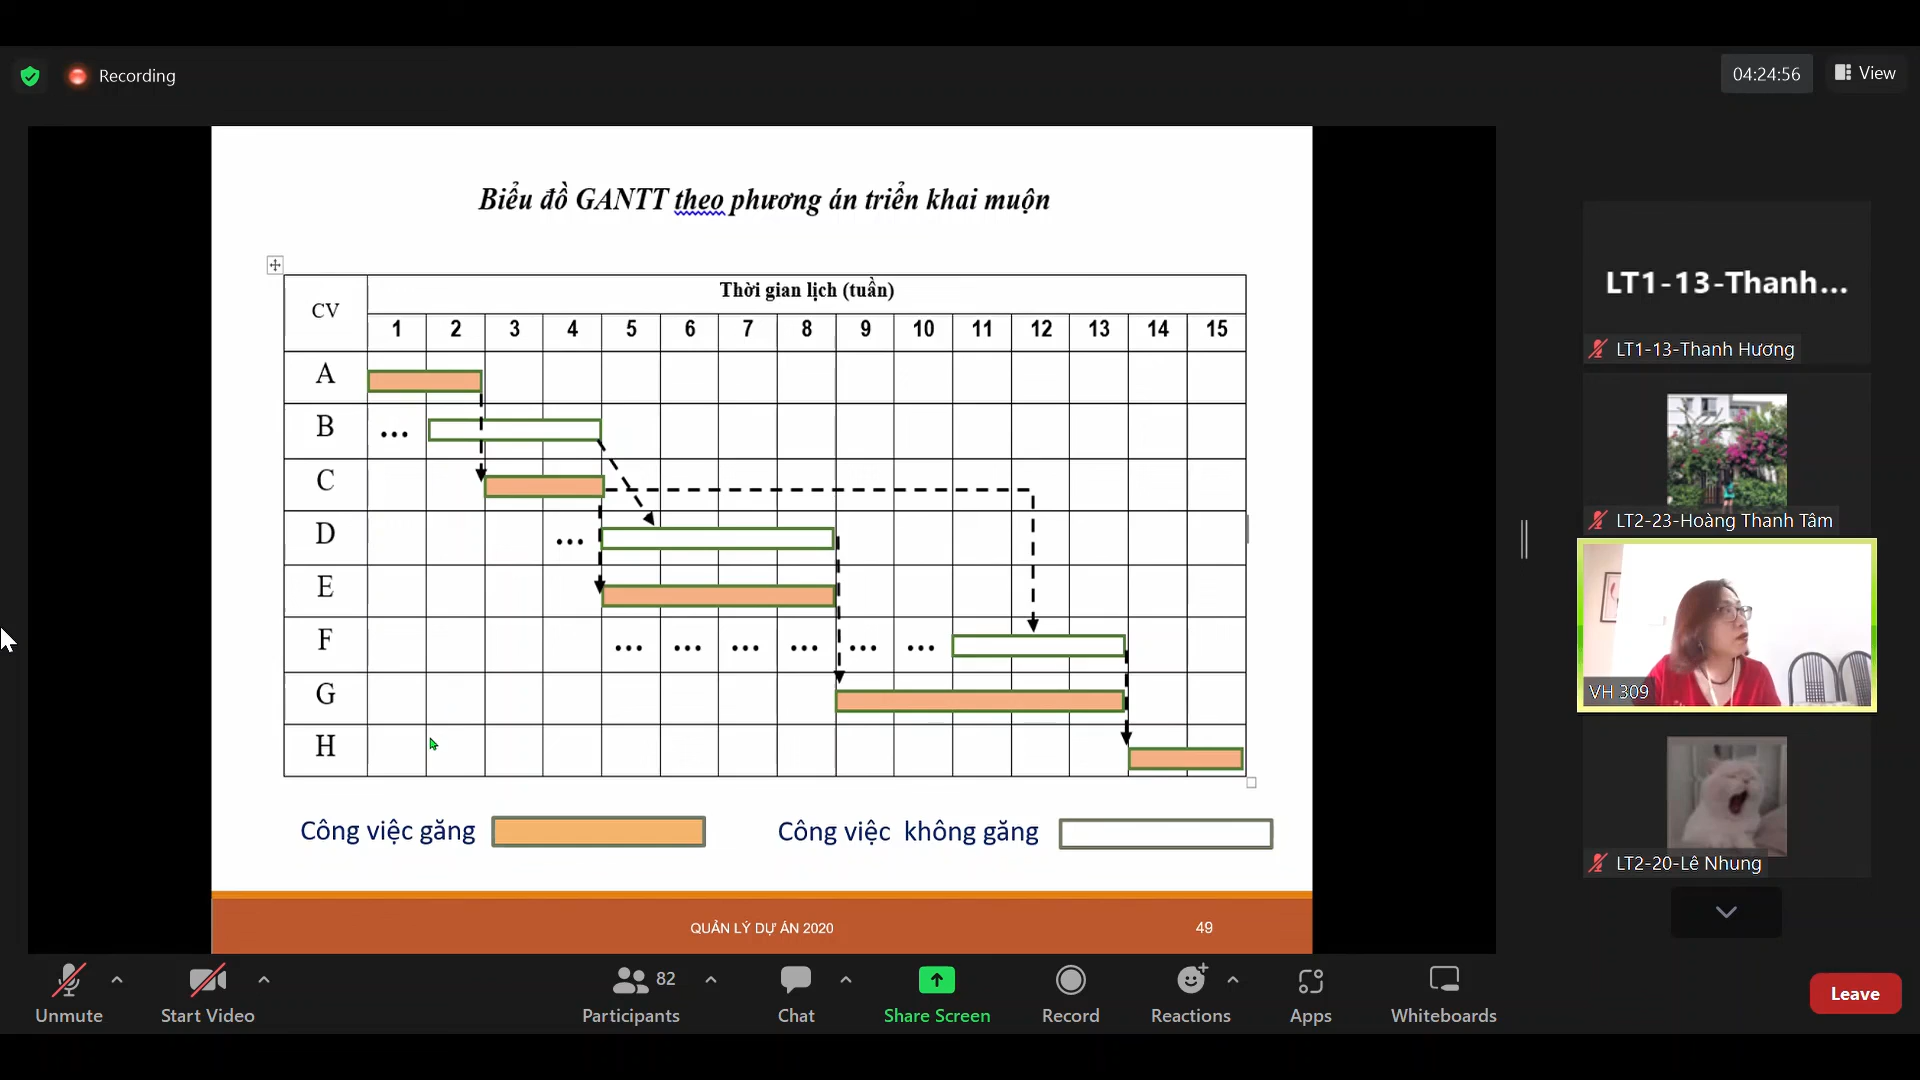 Recording
04:24:56
View
Biểu đồ GANTT theo phương án triển khai muộn
CV
Thời gian lịch (tuần)
1 2 3 4 5 6 7 8 9 10 11 12 13 14 15
A
B ...
C
D ...
E
F ... ... ... ... ... ...
G
H
Công việc găng
Công việc không găng
QUẢN LÝ DỰ ÁN 2020
49
LT1-13-Thanh...
LT1-13-Thanh Hương
LT2-23-Hoàng Thanh Tâm
VH 309
LT2-20-Lê Nhung
Unmute
Start Video
82
Participants
Chat
Share Screen
Record
Reactions
Apps
Whiteboards
Leave